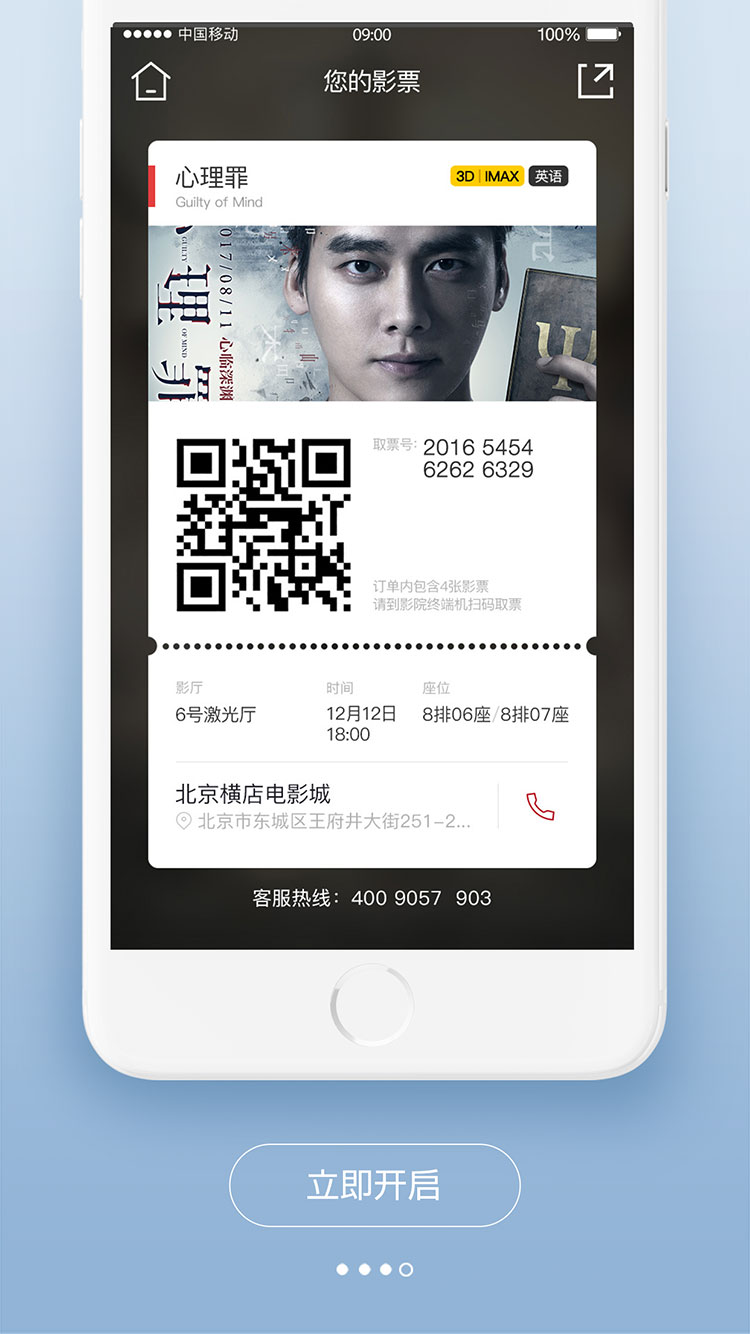 中国移动 09:00 100%
您的影票
心理罪 3D IMAX 英语
Guilty of Mind
心理罪
GUILTY
OF MIND
017/08/11 心临深渊
取票号: 2016 5454
6262 6329
订单内包含4张影票
请到影院终端机扫码取票
影厅 时间 座位
6号激光厅 12月12日 8排06座/8排07座
18:00
北京横店电影城
北京市东城区王府井大街251-2...
客服热线: 400 9057 903
立即开启